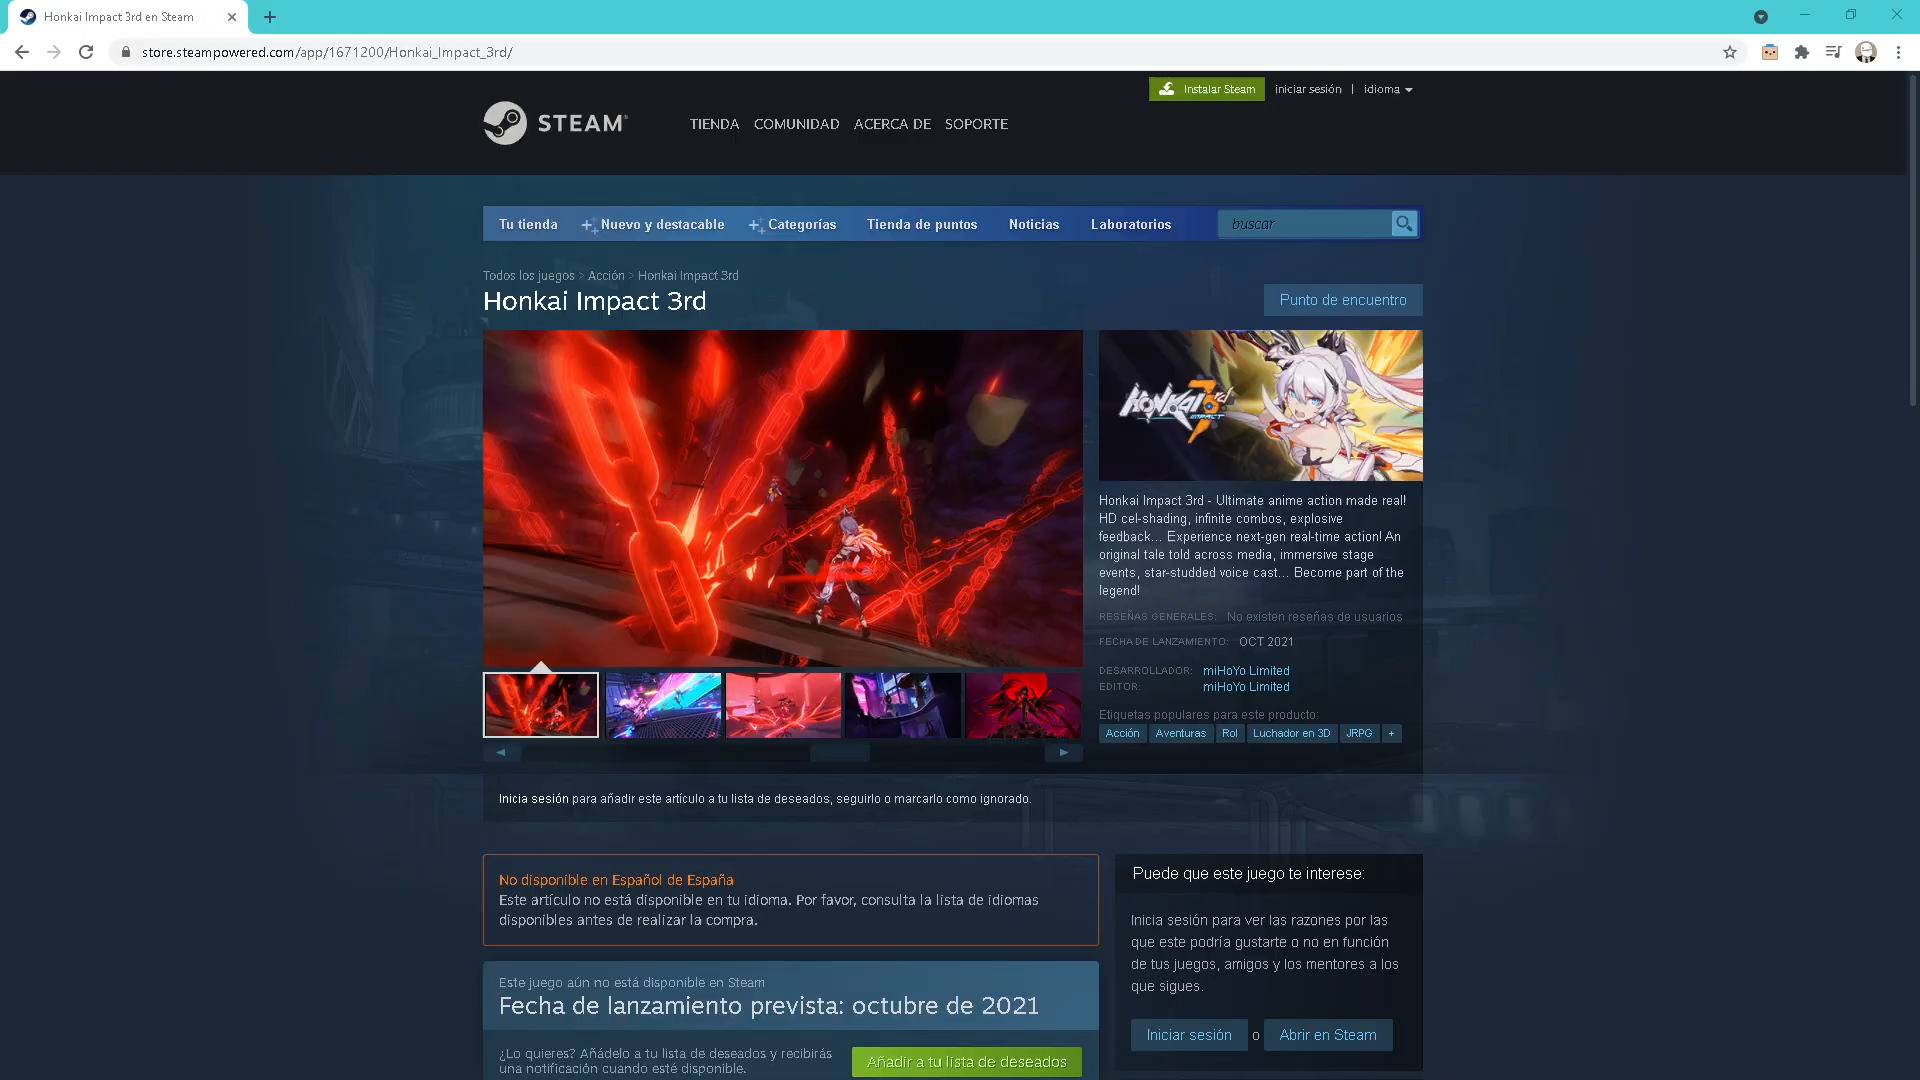 Honkai Impact 3rd en Steam
store.steampowered.com/app/1671200/Honkai_Impact_3rd/
Instalar Steam
iniciar sesión | idioma
STEAM
TIENDA COMUNIDAD ACERCA DE SOPORTE
Tu tienda Nuevo y destacable Categorías Tienda de puntos Noticias Laboratorios buscar
Todos los juegos > Acción > Honkai Impact 3rd
Honkai Impact 3rd
Punto de encuentro
HONKAI 3rd
IMPACT
Honkai Impact 3rd - Ultimate anime action made real!
HD cel-shading, infinite combos, explosive
feedback... Experience next-gen real-time action! An
original tale told across media, immersive stage
events, star-studded voice cast... Become part of the
legend!
RESEÑAS GENERALES: No existen reseñas de usuarios
FECHA DE LANZAMIENTO: OCT 2021
DESARROLLADOR: miHoYo Limited
EDITOR: miHoYo Limited
Etiquetas populares para este producto:
Acción Aventuras Rol Luchador en 3D JRPG +
Inicia sesión para añadir este artículo a tu lista de deseados, seguirlo o marcarlo como ignorado.
No disponible en Español de España
Este artículo no está disponible en tu idioma. Por favor, consulta la lista de idiomas
disponibles antes de realizar la compra.
Este juego aún no está disponible en Steam
Fecha de lanzamiento prevista: octubre de 2021
¿Lo quieres? Añádelo a tu lista de deseados y recibirás
una notificación cuando esté disponible.
Añadir a tu lista de deseados
Puede que este juego te interese:
Inicia sesión para ver las razones por las
que este podría gustarte o no en función
de tus juegos, amigos y los mentores a los
que sigues.
Iniciar sesión o Abrir en Steam